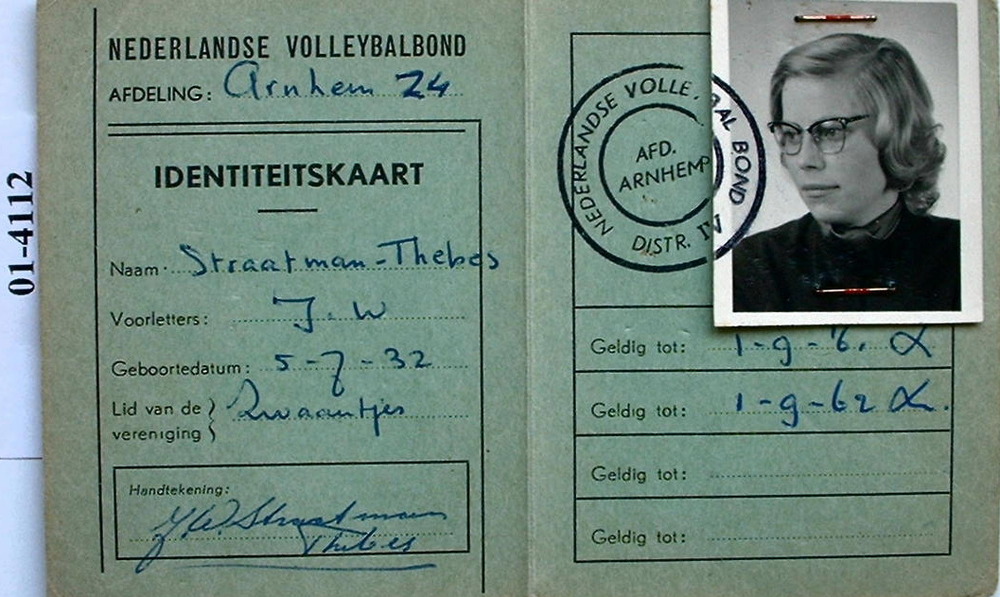 01-4112
NEDERLANDSE VOLLEYBALBOND
AFDELING: Arnhem Z4
IDENTITEITSKAART
Naam: Straatman-Thebes
Voorletters: J. W
Geboortedatum: 5-7-32
Lid van de } Zwaantjes
vereniging
Handtekening:
J.W. Straatman
Thebes
NEDERLANDSE VOLLE. BAL BOND
AFD.
ARNHEM
DISTR. IV
Geldig tot: 1-9-6.
Geldig tot: 1-9-62
Geldig tot:
Geldig tot: